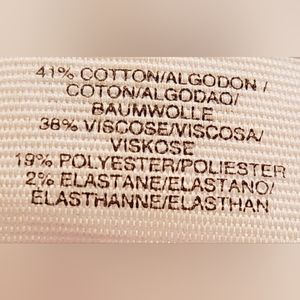 41% COTTON/ALGODON /
COTON/ALGODAO/
BAUMWOLLE
38% VISCOSE/VISCOSA/
VISKOSE
19% POLYESTER/POLIESTER
2% ELASTANE/ELASTANO/
ELASTHANNE/ELASTHAN